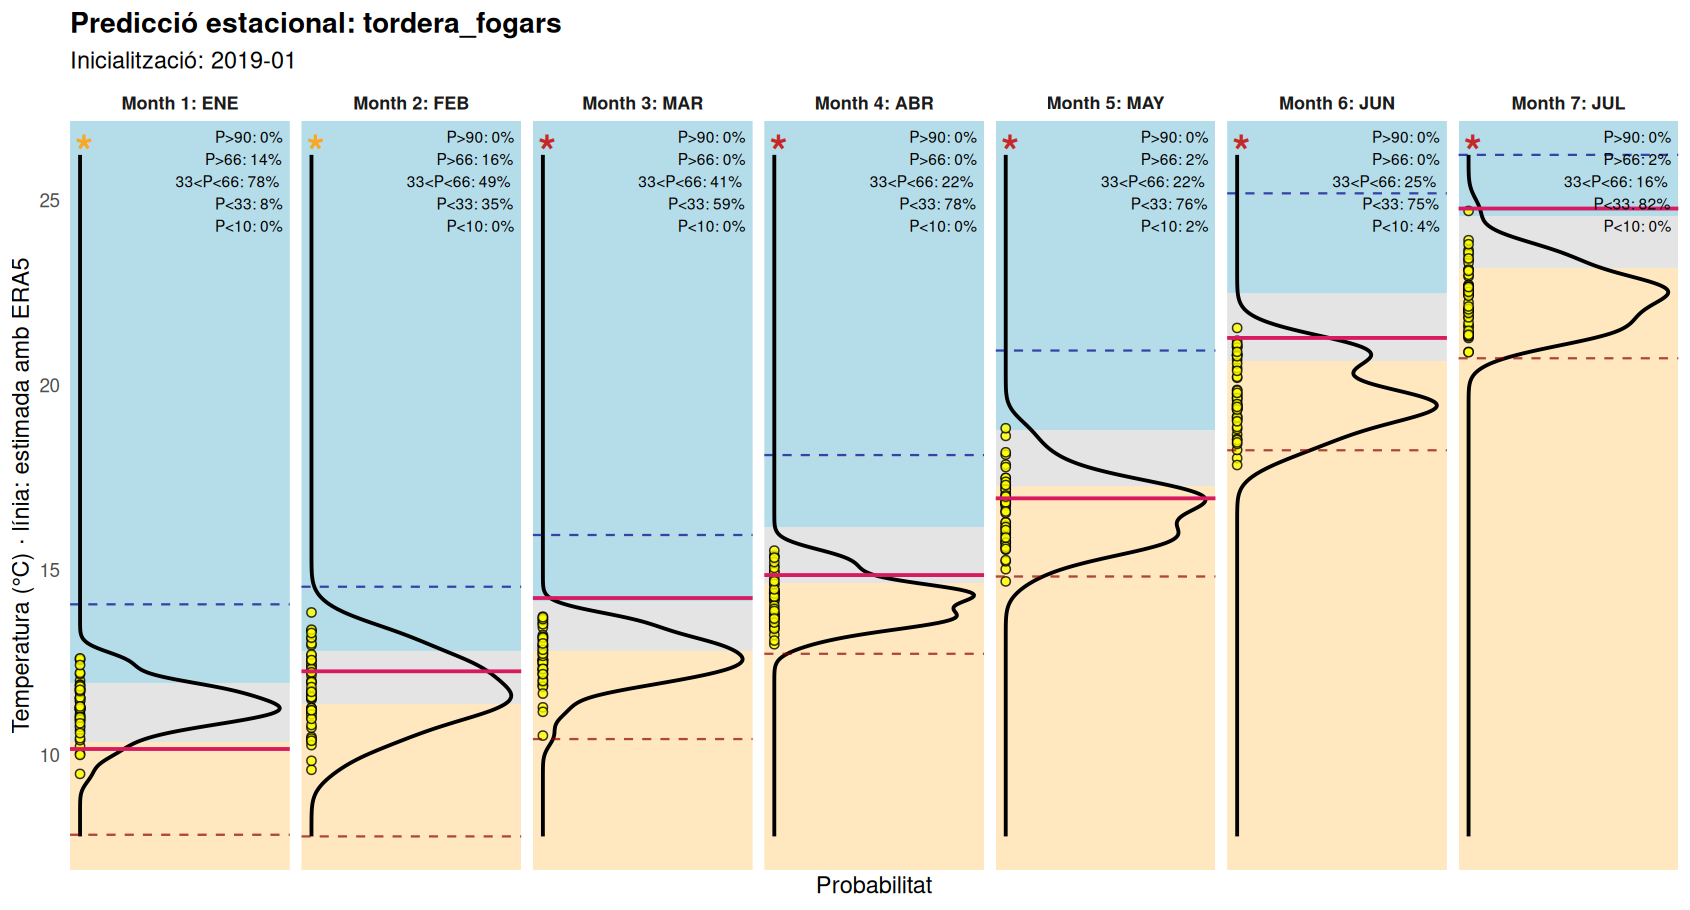 Predicció estacional: tordera_fogars
Inicialització: 2019-01
Month 1: ENE
Month 2: FEB
Month 3: MAR
Month 4: ABR
Month 5: MAY
Month 6: JUN
Month 7: JUL
P>90: 0%
P>66: 14%
33<P<66: 78%
P<33: 8%
P<10: 0%
P>90: 0%
P>66: 16%
33<P<66: 49%
P<33: 35%
P<10: 0%
P>90: 0%
P>66: 0%
33<P<66: 41%
P<33: 59%
P<10: 0%
P>90: 0%
P>66: 0%
33<P<66: 22%
P<33: 78%
P<10: 0%
P>90: 0%
P>66: 2%
33<P<66: 22%
P<33: 76%
P<10: 2%
P>90: 0%
P>66: 0%
33<P<66: 25%
P<33: 75%
P<10: 4%
P>90: 0%
P>66: 2%
33<P<66: 16%
P<33: 82%
P<10: 0%
25
20
15
10
Temperatura (°C) · línia: estimada amb ERA5
Probabilitat